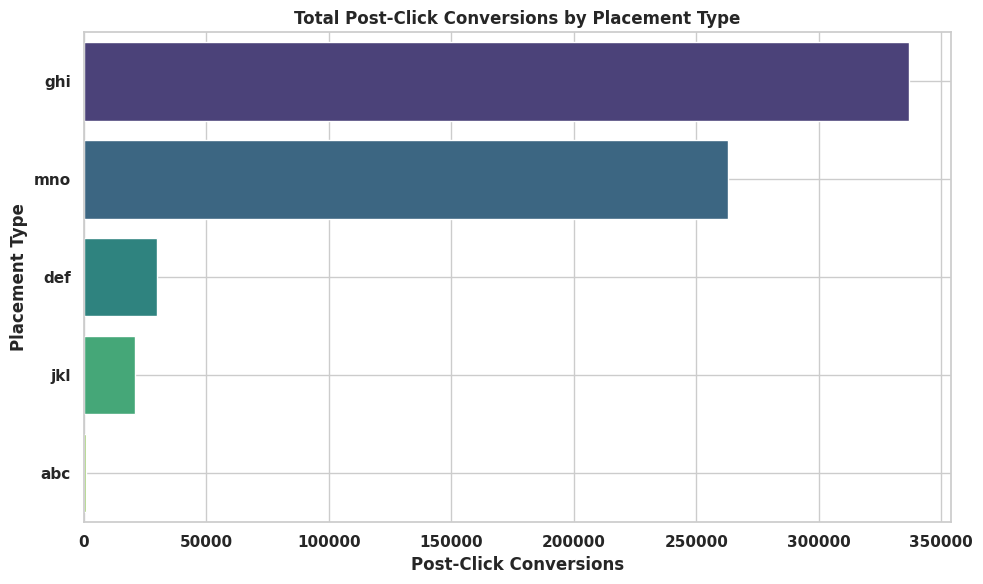 Total Post-Click Conversions by Placement Type
Placement Type
ghi
mno
def
jkl
abc
0 50000 100000 150000 200000 250000 300000 350000
Post-Click Conversions